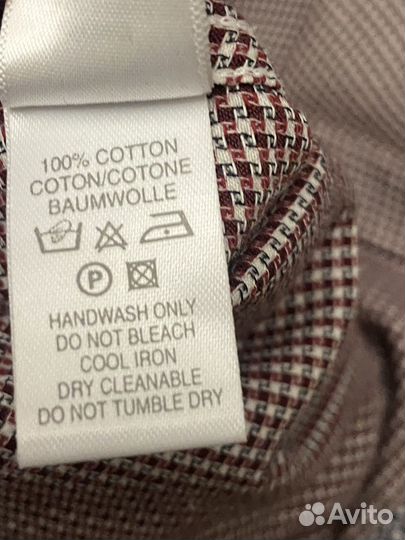 100% COTTON
COTON/COTONE
BAUMWOLLE
P
HANDWASH ONLY
DO NOT BLEACH
COOL IRON
DRY CLEANABLE
DO NOT TUMBLE DRY
Avito